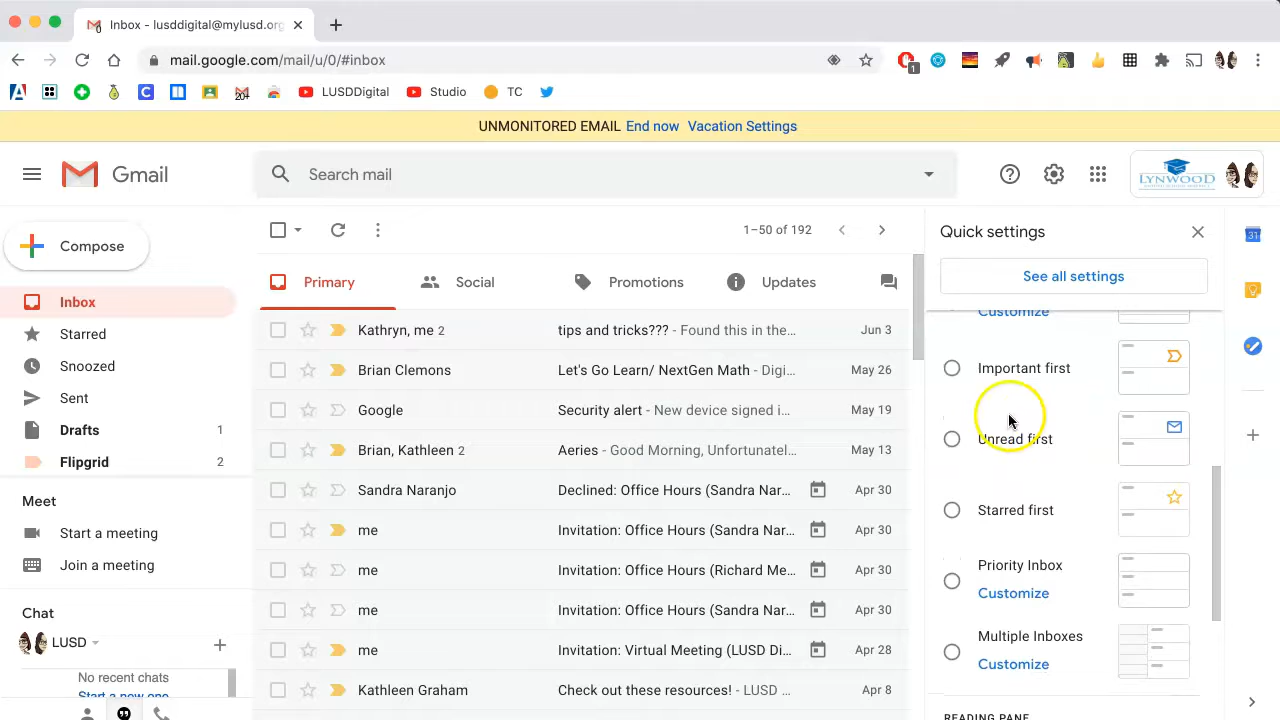 Inbox - lusddigital@mylusd.org
mail.google.com/mail/u/0/#inbox
1
20+
LUSDDigital
Studio
TC
UNMONITORED EMAIL End now Vacation Settings
Gmail
Search mail
LYNWOOD
Compose
1–50 of 192
Quick settings
31
See all settings
Primary
Social
Promotions
Updates
Inbox
Starred
Snoozed
Sent
Drafts 1
Flipgrid 2
Meet
Start a meeting
Join a meeting
Chat
LUSD
No recent chats
Start a new one
Kathryn, me 2 tips and tricks??? - Found this in the... Jun 3
Brian Clemons Let's Go Learn/ NextGen Math - Digi... May 26
Google Security alert - New device signed i... May 19
Brian, Kathleen 2 Aeries - Good Morning, Unfortunatel... May 13
Sandra Naranjo Declined: Office Hours (Sandra Nar... Apr 30
me Invitation: Office Hours (Sandra Nar... Apr 30
me Invitation: Office Hours (Richard Me... Apr 30
me Invitation: Office Hours (Sandra Nar... Apr 30
me Invitation: Virtual Meeting (LUSD Di... Apr 28
Kathleen Graham Check out these resources! - LUSD ... Apr 8
Customize
Important first
Unread first
Starred first
Priority Inbox
Customize
Multiple Inboxes
Customize
READING PANE